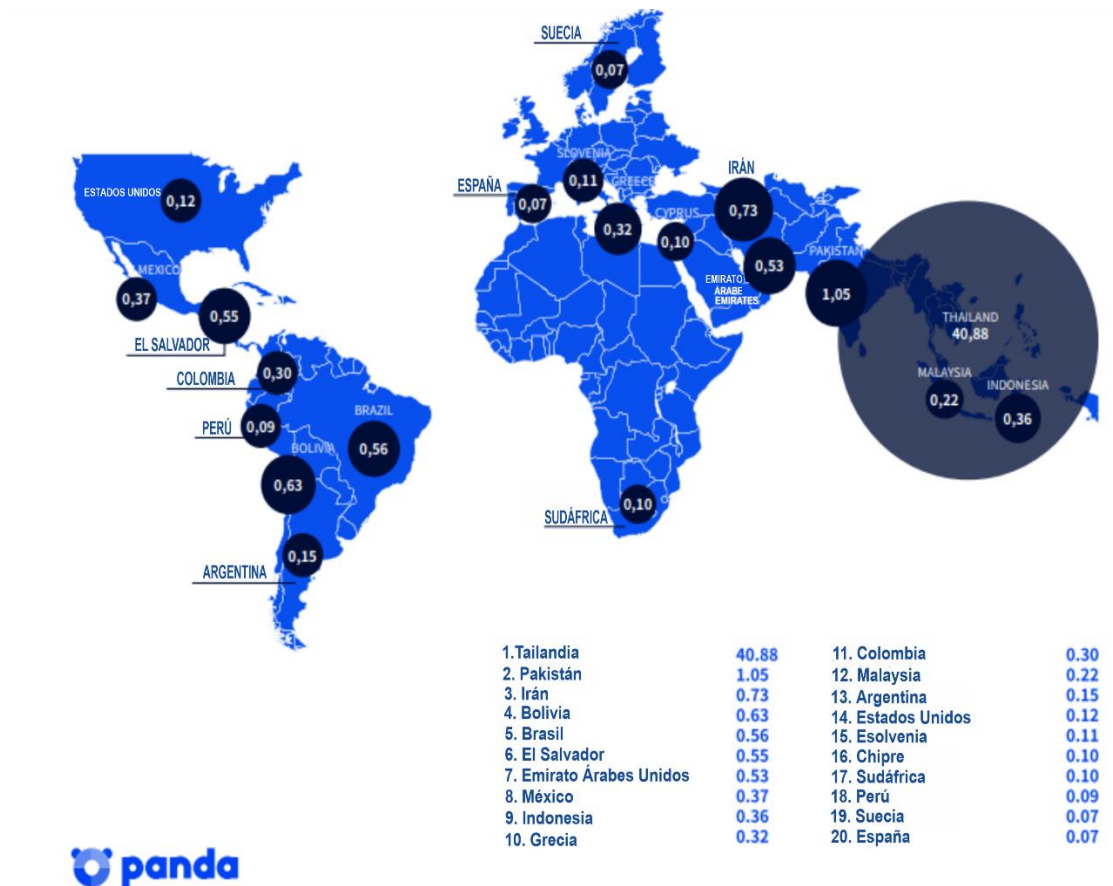 SUECIA
0,07
SLOVENIA
0,11
GREECE
ESPAÑA
0,07
0,32
CYPRUS
0,10
IRÁN
0,73
PAKISTAN
0,53
1,05
ÁRABE
EMIRATES
THAILAND
40,88
MALAYSIA
0,22
INDONESIA
0,36
ESTADOS UNIDOS
0,12
MEXICO
0,37
0,55
EL SALVADOR
COLOMBIA
0,30
PERÚ
0,09
BRAZIL
0,56
BOLIVIA
0,63
ARGENTINA
0,15
SUDÁFRICA
0,10
1.Tailandia 40.88
2. Pakistán 1.05
3. Irán 0.73
4. Bolivia 0.63
5. Brasil 0.56
6. El Salvador 0.55
7. Emirato Árabes Unidos 0.53
8. México 0.37
9. Indonesia 0.36
10. Grecia 0.32
11. Colombia 0.30
12. Malaysia 0.22
13. Argentina 0.15
14. Estados Unidos 0.12
15. Esolvenia 0.11
16. Chipre 0.10
17. Sudáfrica 0.10
18. Perú 0.09
19. Suecia 0.07
20. España 0.07
panda